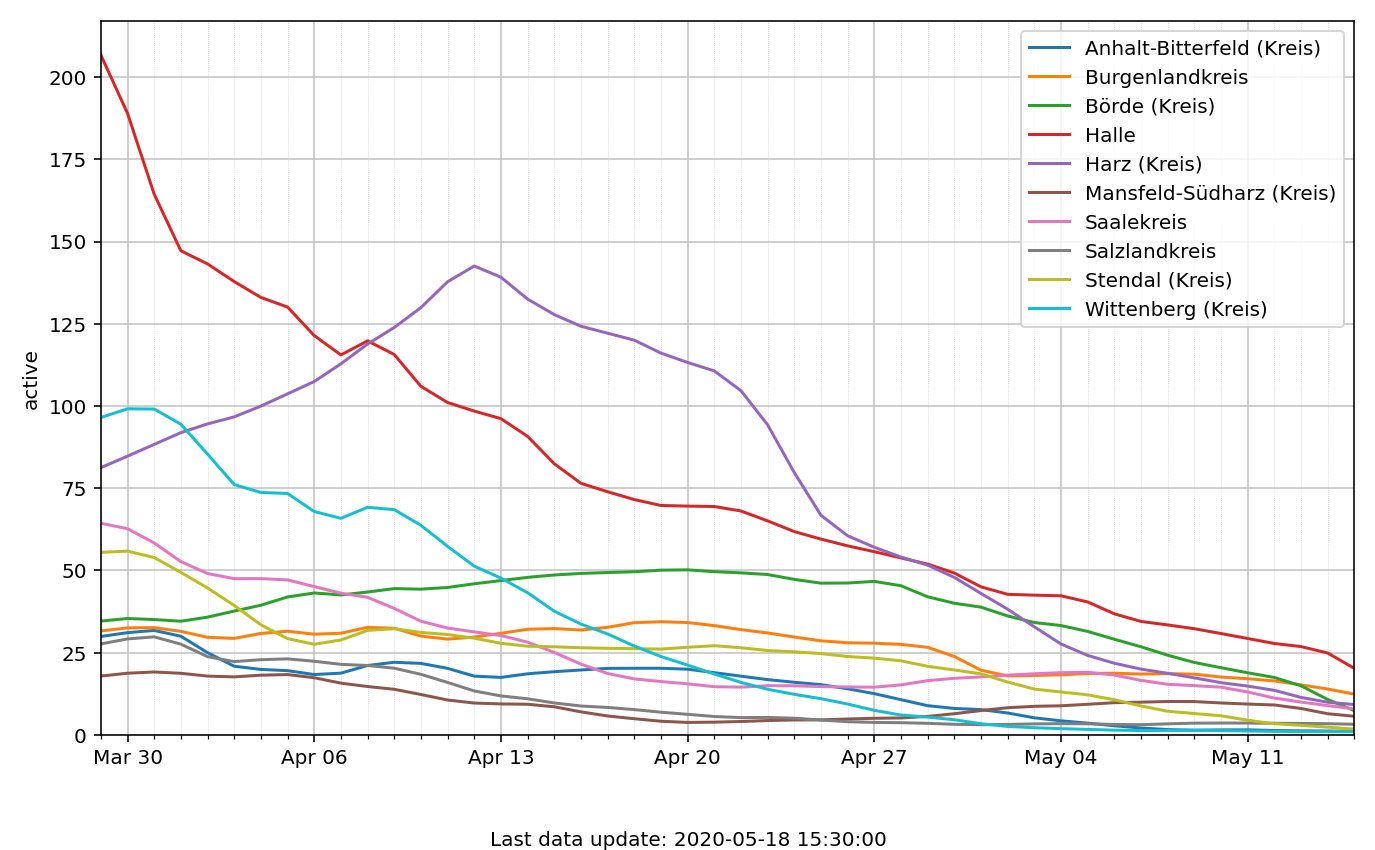 200
175
150
125
100
75
50
25
0
active
Anhalt-Bitterfeld (Kreis)
Burgenlandkreis
Börde (Kreis)
Halle
Harz (Kreis)
Mansfeld-Südharz (Kreis)
Saalekreis
Salzlandkreis
Stendal (Kreis)
Wittenberg (Kreis)
Mar 30 Apr 06 Apr 13 Apr 20 Apr 27 May 04 May 11
Last data update: 2020-05-18 15:30:00